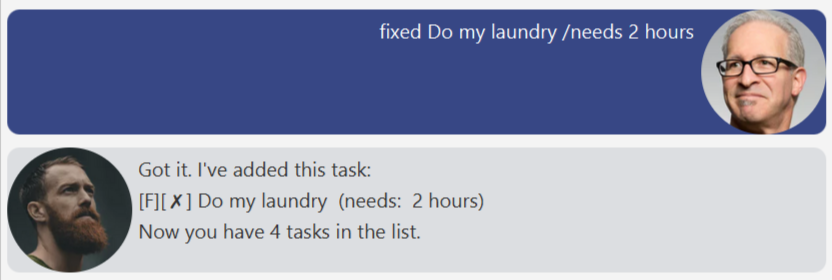 fixed Do my laundry /needs 2 hours
Got it. I've added this task:
[F][✗] Do my laundry  (needs:  2 hours)
Now you have 4 tasks in the list.